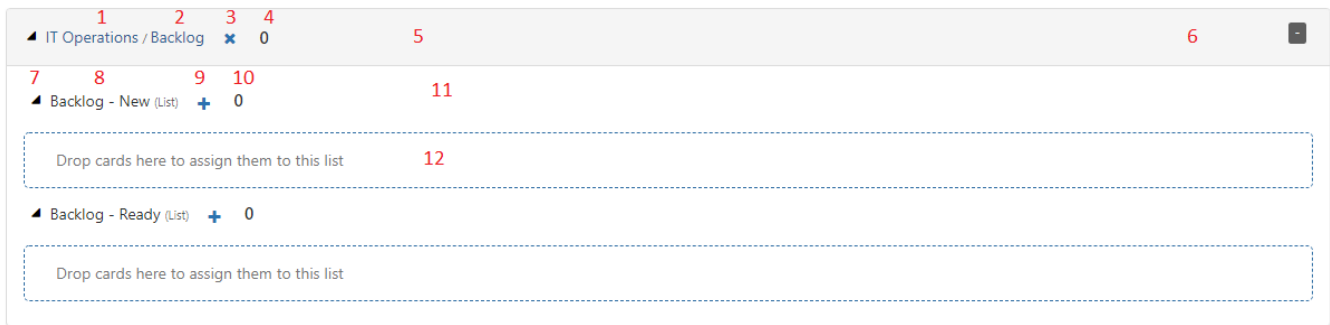 1 2 3 4
IT Operations / Backlog 0 5 6 -
7 8 9 10
Backlog - New (List) + 0 11
Drop cards here to assign them to this list 12
Backlog - Ready (List) + 0
Drop cards here to assign them to this list